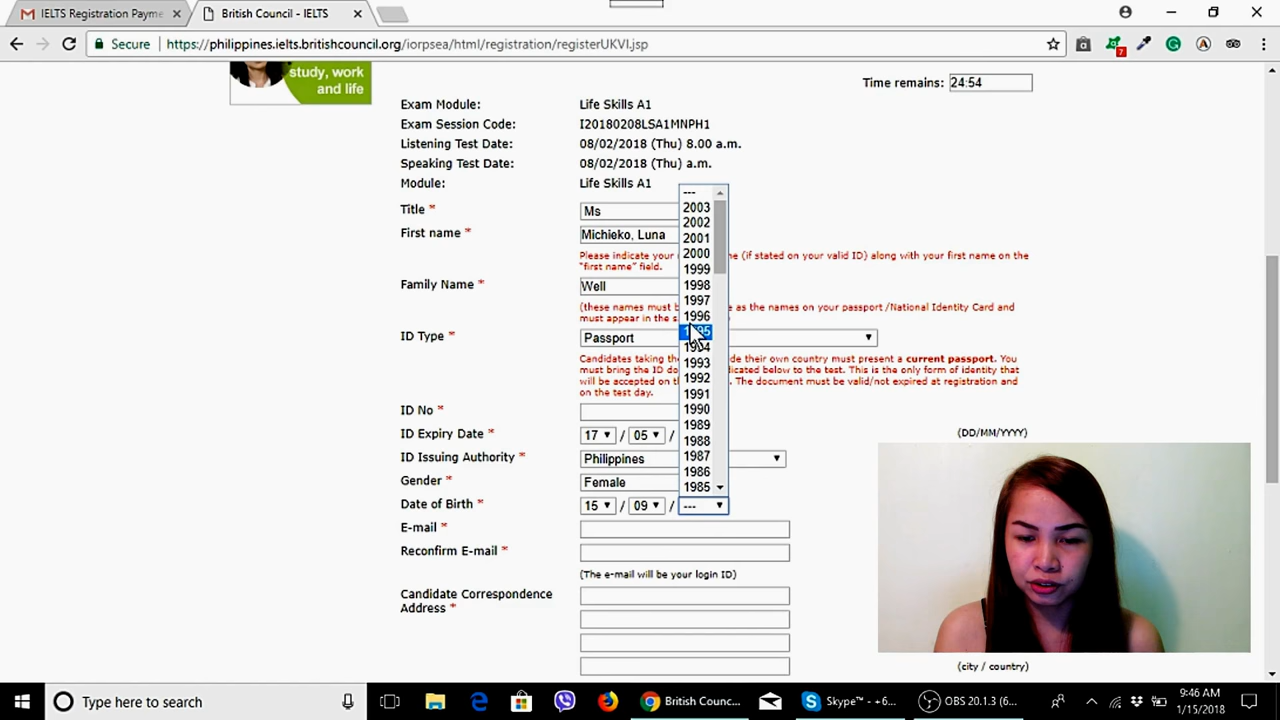 IELTS Registration Payme
British Council - IELTS
Secure
https://philippines.ielts.britishcouncil.org/iorpsea/html/registration/registerUKVI.jsp
7
study, work
and life
Time remains: 24:54
Exam Module: Life Skills A1
Exam Session Code: I20180208LSA1MNPH1
Listening Test Date: 08/02/2018 (Thu) 8.00 a.m.
Speaking Test Date: 08/02/2018 (Thu) a.m.
Module: Life Skills A1
Title * Ms
First name * Michieko, Luna
Please indicate your (if stated on your valid ID) along with your first name on the
"first name" field.
Family Name * Well
(these names must b as the names on your passport /National Identity Card and
must appear in the s
ID Type * Passport
Candidates taking the de their own country must present a current passport. You
must bring the ID do dicated below to the test. This is the only form of identity that
will be accepted on . The document must be valid/not expired at registration and
on the test day.
ID No *
ID Expiry Date * 17 / 05 / (DD/MM/YYYY)
ID Issuing Authority * Philippines
Gender * Female
Date of Birth * 15 / 09 / ---
---
2003
2002
2001
2000
1999
1998
1997
1996
1994
1993
1992
1991
1990
1989
1988
1987
1986
1985
E-mail *
Reconfirm E-mail *
(The e-mail will be your login ID)
Candidate Correspondence
Address *
(city / country)
Type here to search
British Counc...
Skype™ - +6...
OBS 20.1.3 (6...
9:46 AM
1/15/2018